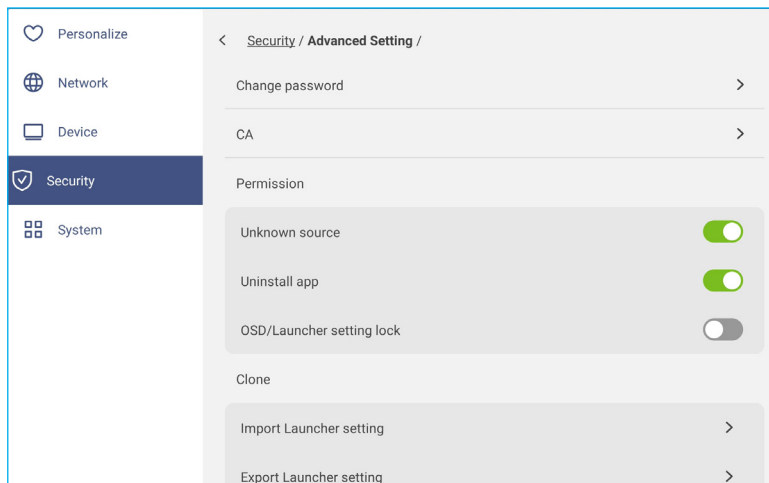 Personalize
Network
Device
Security
System
Security / Advanced Setting /
Change password
CA
Permission
Unknown source
Uninstall app
OSD/Launcher setting lock
Clone
Import Launcher setting
Export Launcher setting